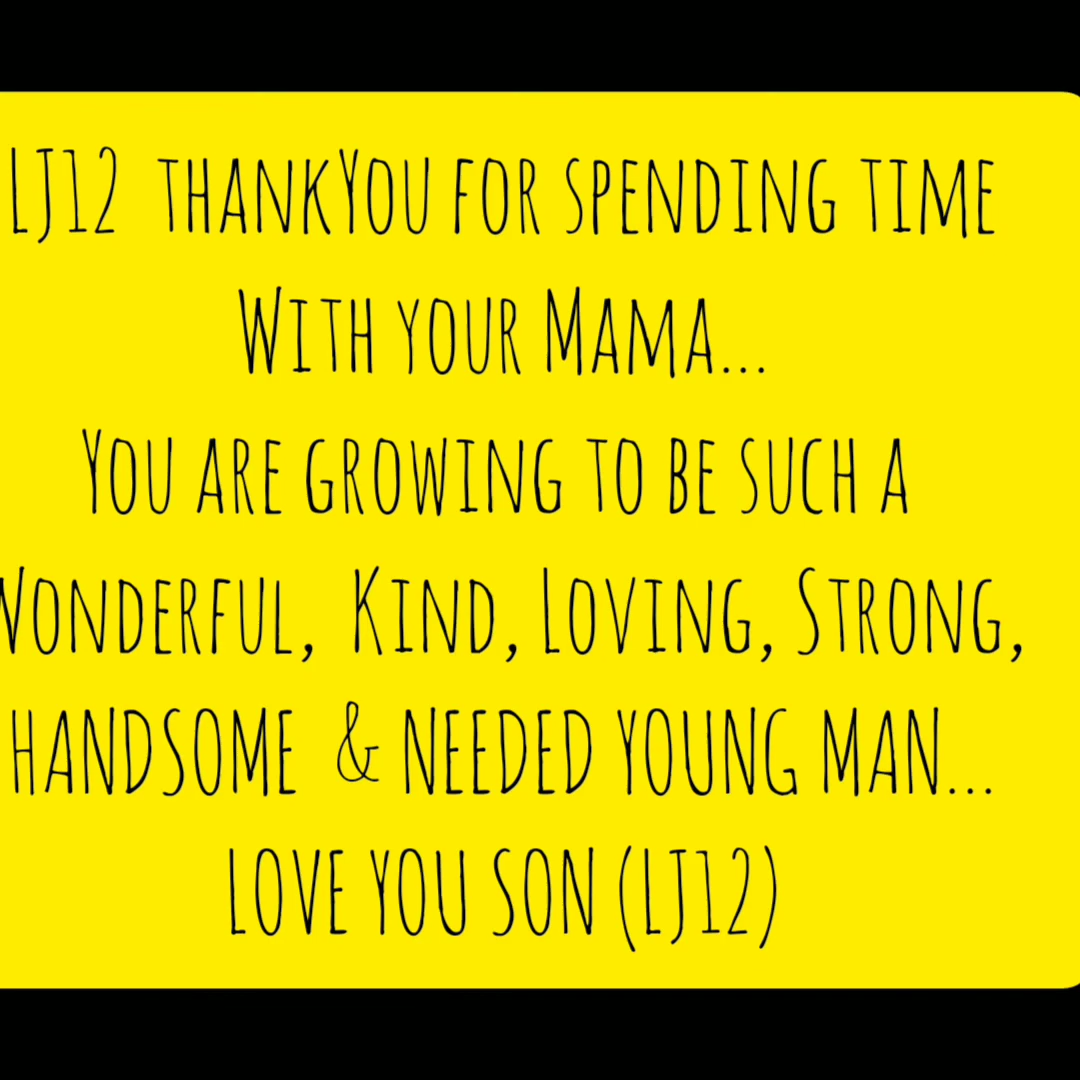 LJ12 THANKYOU FOR SPENDING TIME
WITH YOUR MAMA...
YOU ARE GROWING TO BE SUCH A
WONDERFUL, KIND, LOVING, STRONG,
HANDSOME & NEEDED YOUNG MAN...
LOVE YOU SON (LJ12)